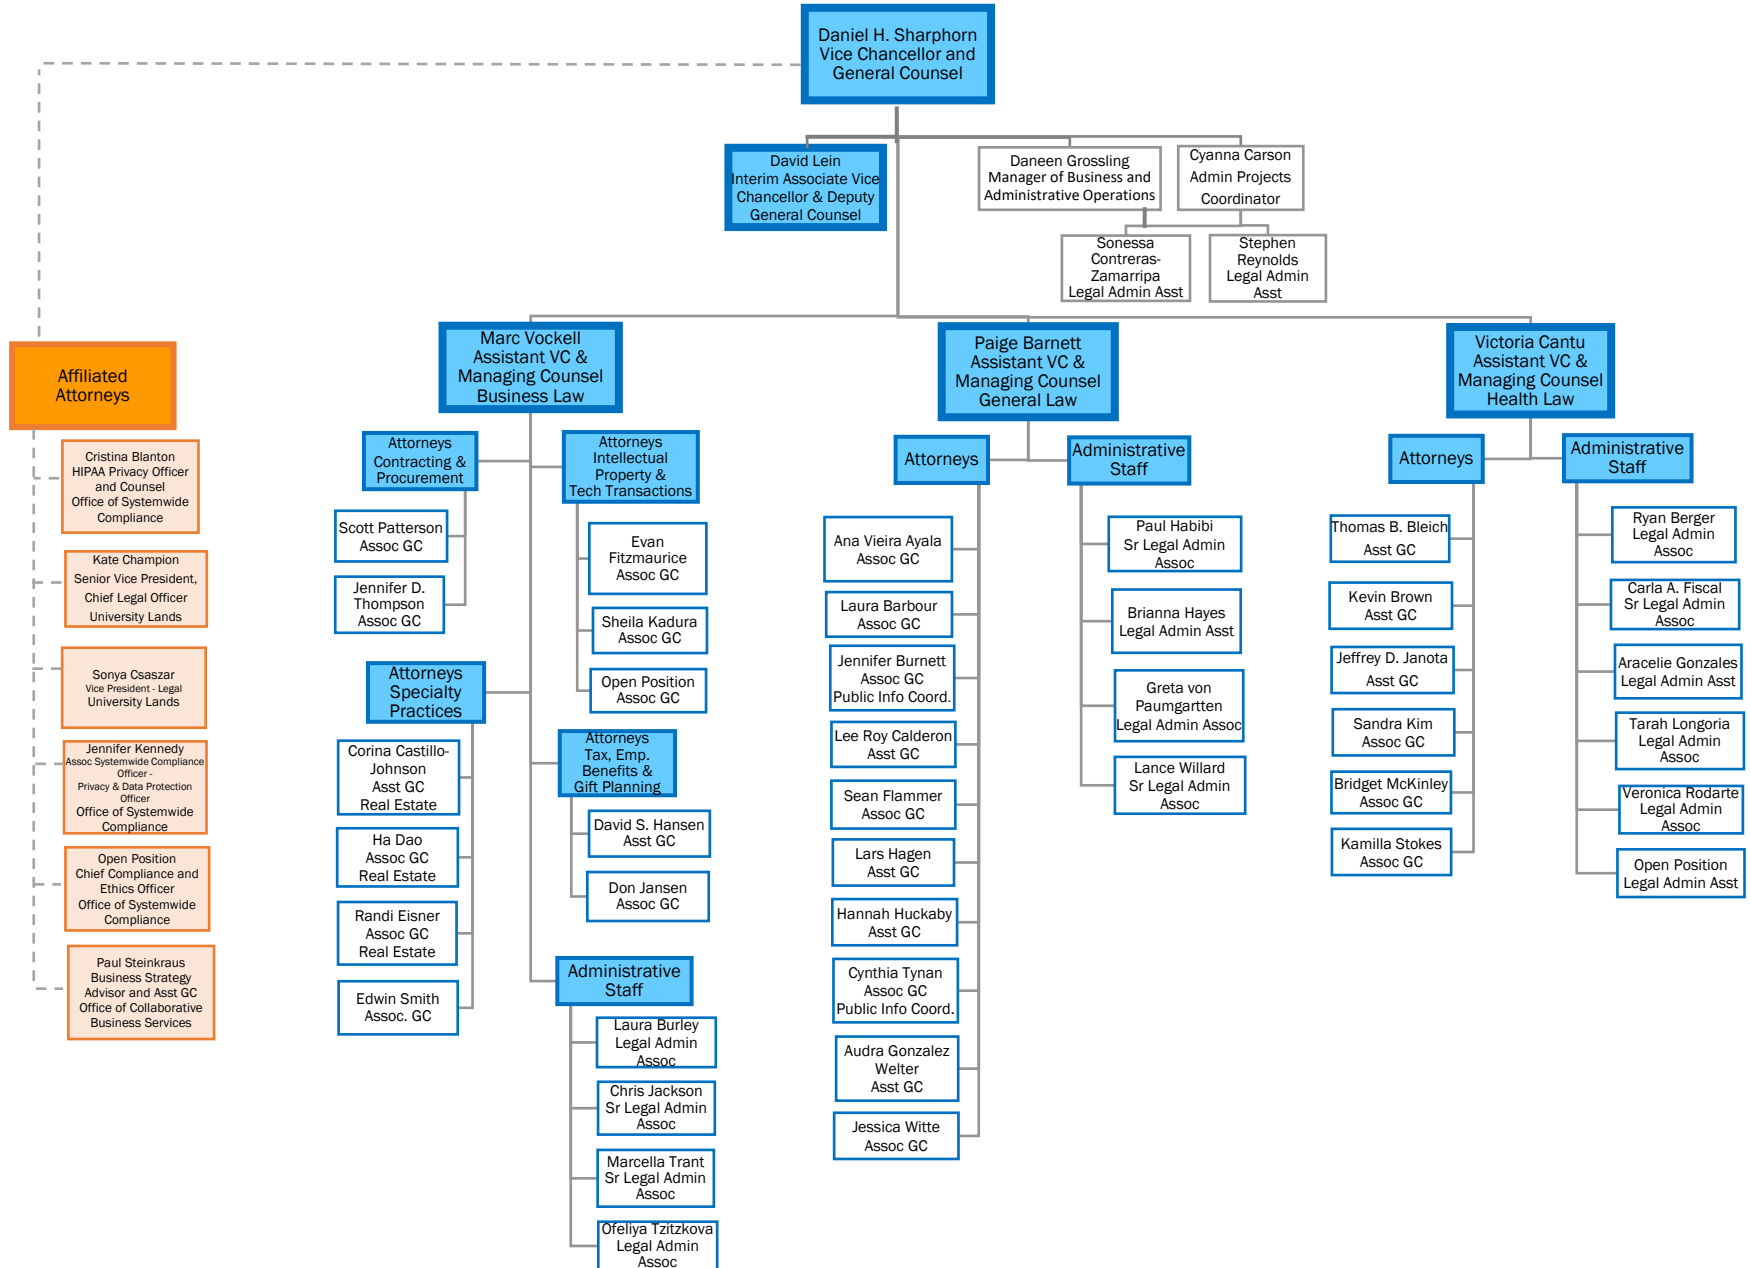 Daniel H. Sharphorn
Vice Chancellor and
General Counsel
David Lein
Interim Associate Vice
Chancellor & Deputy
General Counsel
Daneen Grossling
Manager of Business and
Administrative Operations
Cyanna Carson
Admin Projects
Coordinator
Sonessa
Contreras-
Zamarripa
Legal Admin Asst
Stephen
Reynolds
Legal Admin
Asst
Affiliated
Attorneys
Cristina Blanton
HIPAA Privacy Officer
and Counsel
Office of Systemwide
Compliance
Kate Champion
Senior Vice President,
Chief Legal Officer
University Lands
Sonya Csaszar
Vice President - Legal
University Lands
Jennifer Kennedy
Assoc Systemwide Compliance
Officer -
Privacy & Data Protection
Officer
Office of Systemwide
Compliance
Open Position
Chief Compliance and
Ethics Officer
Office of Systemwide
Compliance
Paul Steinkraus
Business Strategy
Advisor and Asst GC
Office of Collaborative
Business Services
Marc Vockell
Assistant VC &
Managing Counsel
Business Law
Attorneys
Contracting &
Procurement
Scott Patterson
Assoc GC
Jennifer D.
Thompson
Assoc GC
Attorneys
Specialty
Practices
Corina Castillo-
Johnson
Asst GC
Real Estate
Ha Dao
Assoc GC
Real Estate
Randi Eisner
Assoc GC
Real Estate
Edwin Smith
Assoc. GC
Attorneys
Intellectual
Property &
Tech Transactions
Evan
Fitzmaurice
Assoc GC
Sheila Kadura
Assoc GC
Open Position
Assoc GC
Attorneys
Tax, Emp.
Benefits &
Gift Planning
David S. Hansen
Asst GC
Don Jansen
Assoc GC
Administrative
Staff
Laura Burley
Legal Admin
Assoc
Chris Jackson
Sr Legal Admin
Assoc
Marcella Trant
Sr Legal Admin
Assoc
Ofeliya Tzitzkova
Legal Admin
Assoc
Paige Barnett
Assistant VC &
Managing Counsel
General Law
Attorneys
Ana Vieira Ayala
Assoc GC
Laura Barbour
Assoc GC
Jennifer Burnett
Assoc GC
Public Info Coord.
Lee Roy Calderon
Asst GC
Sean Flammer
Assoc GC
Lars Hagen
Asst GC
Hannah Huckaby
Asst GC
Cynthia Tynan
Assoc GC
Public Info Coord.
Audra Gonzalez
Welter
Asst GC
Jessica Witte
Assoc GC
Administrative
Staff
Paul Habibi
Sr Legal Admin
Assoc
Brianna Hayes
Legal Admin Asst
Greta von
Paumgartten
Legal Admin Assoc
Lance Willard
Sr Legal Admin
Assoc
Victoria Cantu
Assistant VC &
Managing Counsel
Health Law
Attorneys
Thomas B. Bleich
Asst GC
Kevin Brown
Asst GC
Jeffrey D. Janota
Asst GC
Sandra Kim
Assoc GC
Bridget McKinley
Assoc GC
Kamilla Stokes
Assoc GC
Administrative
Staff
Ryan Berger
Legal Admin
Assoc
Carla A. Fiscal
Sr Legal Admin
Assoc
Aracelie Gonzales
Legal Admin Asst
Tarah Longoria
Legal Admin
Assoc
Veronica Rodarte
Legal Admin
Assoc
Open Position
Legal Admin Asst